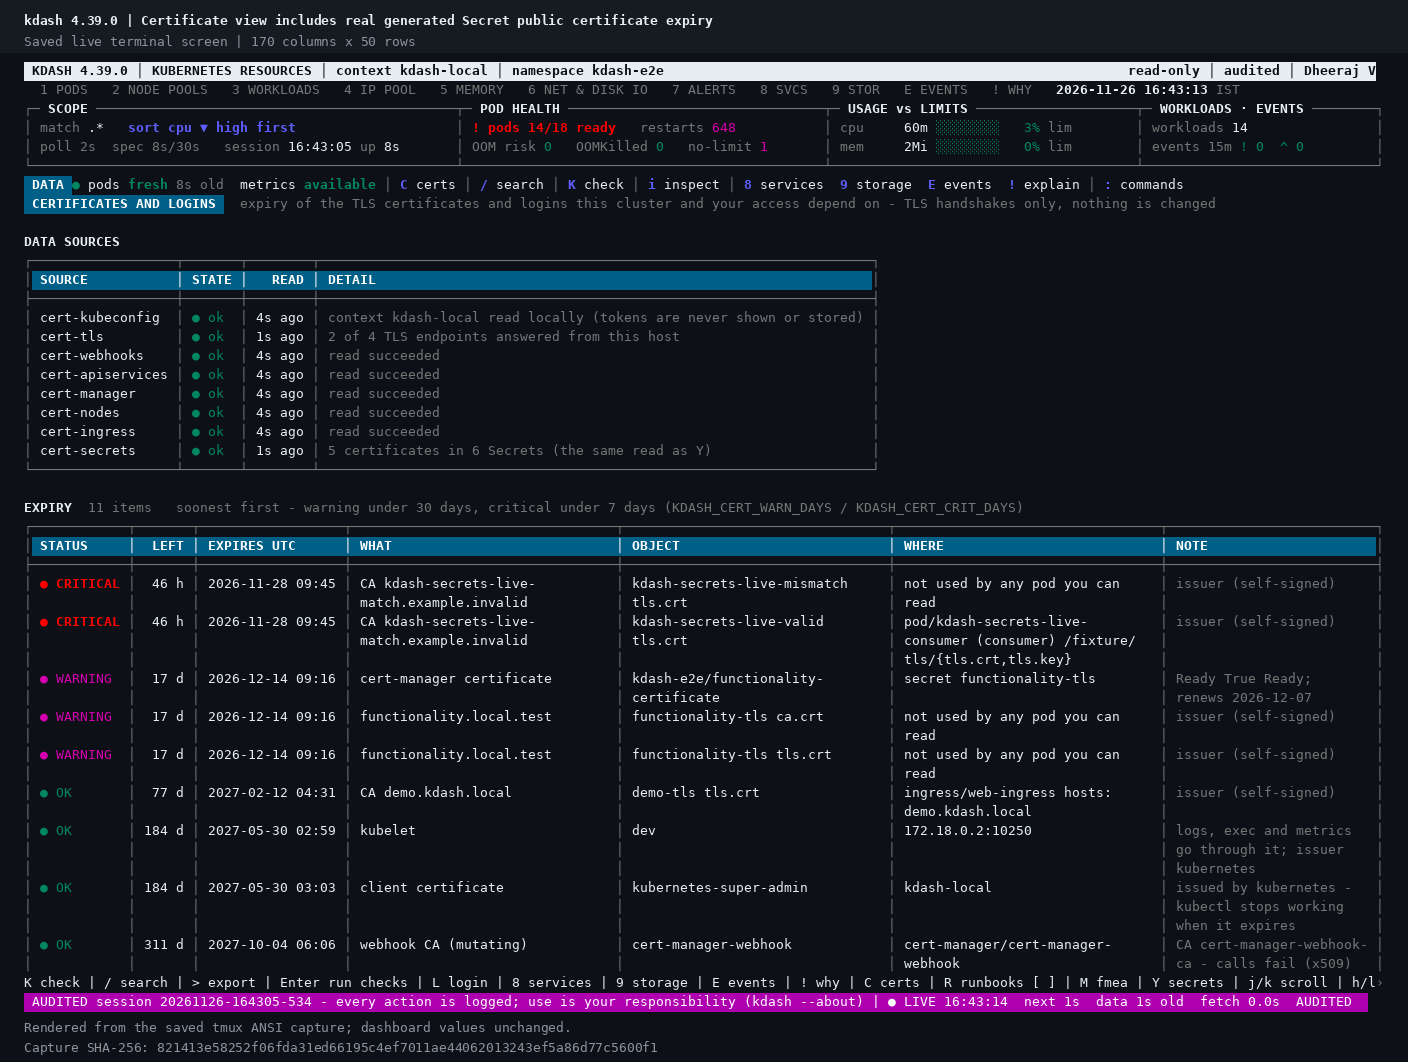 kdash 4.39.0 | Certificate view includes real generated Secret public certificate expiry
Saved live terminal screen | 170 columns x 50 rows
KDASH 4.39.0 │ KUBERNETES RESOURCES │ context kdash-local │ namespace kdash-e2e read-only │ audited │ Dheeraj V
1 PODS 2 NODE POOLS 3 WORKLOADS 4 IP POOL 5 MEMORY 6 NET & DISK IO 7 ALERTS 8 SVCS 9 STOR E EVENTS ! WHY 2026-11-26 16:43:13 IST
SCOPE POD HEALTH USAGE vs LIMITS WORKLOADS · EVENTS
match .* sort cpu ▼ high first │ ! pods 14/18 ready restarts 648 │ cpu 60m ░░░░░░░░ 3% lim │ workloads 14
poll 2s spec 8s/30s session 16:43:05 up 8s │ OOM risk 0 OOMKilled 0 no-limit 1 │ mem 2Mi ░░░░░░░░ 0% lim │ events 15m ! 0 ^ 0
DATA ● pods fresh 8s old metrics available │ C certs │ / search │ K check │ i inspect │ 8 services 9 storage E events ! explain │ : commands
CERTIFICATES AND LOGINS expiry of the TLS certificates and logins this cluster and your access depend on - TLS handshakes only, nothing is changed
DATA SOURCES
SOURCE │ STATE │ READ │ DETAIL
cert-kubeconfig │ ● ok │ 4s ago │ context kdash-local read locally (tokens are never shown or stored)
cert-tls │ ● ok │ 1s ago │ 2 of 4 TLS endpoints answered from this host
cert-webhooks │ ● ok │ 4s ago │ read succeeded
cert-apiservices │ ● ok │ 4s ago │ read succeeded
cert-manager │ ● ok │ 4s ago │ read succeeded
cert-nodes │ ● ok │ 4s ago │ read succeeded
cert-ingress │ ● ok │ 4s ago │ read succeeded
cert-secrets │ ● ok │ 1s ago │ 5 certificates in 6 Secrets (the same read as Y)
EXPIRY 11 items soonest first - warning under 30 days, critical under 7 days (KDASH_CERT_WARN_DAYS / KDASH_CERT_CRIT_DAYS)
STATUS │ LEFT │ EXPIRES UTC │ WHAT │ OBJECT │ WHERE │ NOTE
● CRITICAL │ 46 h │ 2026-11-28 09:45 │ CA kdash-secrets-live- │ kdash-secrets-live-mismatch │ not used by any pod you can │ issuer (self-signed)
match.example.invalid │ tls.crt │ read
● CRITICAL │ 46 h │ 2026-11-28 09:45 │ CA kdash-secrets-live- │ kdash-secrets-live-valid │ pod/kdash-secrets-live- │ issuer (self-signed)
match.example.invalid │ tls.crt │ consumer (consumer) /fixture/
tls/{tls.crt,tls.key}
● WARNING │ 17 d │ 2026-12-14 09:16 │ cert-manager certificate │ kdash-e2e/functionality- │ secret functionality-tls │ Ready True Ready;
certificate │ renews 2026-12-07
● WARNING │ 17 d │ 2026-12-14 09:16 │ functionality.local.test │ functionality-tls ca.crt │ not used by any pod you can │ issuer (self-signed)
read
● WARNING │ 17 d │ 2026-12-14 09:16 │ functionality.local.test │ functionality-tls tls.crt │ not used by any pod you can │ issuer (self-signed)
read
● OK │ 77 d │ 2027-02-12 04:31 │ CA demo.kdash.local │ demo-tls tls.crt │ ingress/web-ingress hosts: │ issuer (self-signed)
demo.kdash.local
● OK │ 184 d │ 2027-05-30 02:59 │ kubelet │ dev │ 172.18.0.2:10250 │ logs, exec and metrics
go through it; issuer
kubernetes
● OK │ 184 d │ 2027-05-30 03:03 │ client certificate │ kubernetes-super-admin │ kdash-local │ issued by kubernetes -
kubectl stops working
when it expires
● OK │ 311 d │ 2027-10-04 06:06 │ webhook CA (mutating) │ cert-manager-webhook │ cert-manager/cert-manager- │ CA cert-manager-webhook-
webhook │ ca - calls fail (x509)
K check | / search | > export | Enter run checks | L login | 8 services | 9 storage | E events | ! why | C certs | R runbooks [ ] | M fmea | Y secrets | j/k scroll | h/l›
AUDITED session 20261126-164305-534 - every action is logged; use is your responsibility (kdash --about) | ● LIVE 16:43:14 next 1s data 1s old fetch 0.0s AUDITED
Rendered from the saved tmux ANSI capture; dashboard values unchanged.
Capture SHA-256: 821413e58252f06fda31ed66195c4ef7011ae44062013243ef5a86d77c5600f1